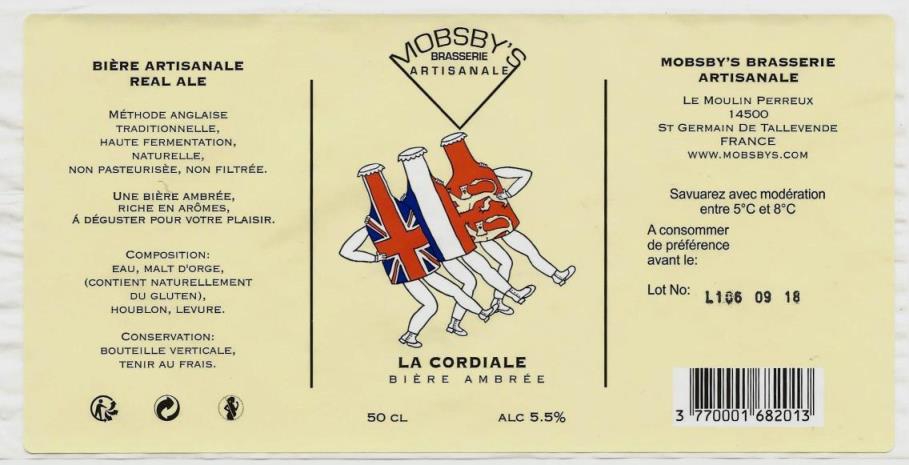 BIÈRE ARTISANALE
REAL ALE
MÉTHODE ANGLAISE
TRADITIONNELLE,
HAUTE FERMENTATION,
NATURELLE,
NON PASTEURISÈE, NON FILTRÉE.
UNE BIÈRE AMBRÉE,
RICHE EN ARÔMES,
Á DÉGUSTER POUR VOTRE PLAISIR.
COMPOSITION:
EAU, MALT D'ORGE,
(CONTIENT NATURELLEMENT
DU GLUTEN),
HOUBLON, LEVURE.
CONSERVATION:
BOUTEILLE VERTICALE,
TENIR AU FRAIS.
MOBSBY'S
BRASSERIE
ARTISANALE
LA CORDIALE
BIÈRE AMBRÉE
50 CL ALC 5.5%
MOBSBY'S BRASSERIE
ARTISANALE
LE MOULIN PERREUX
14500
ST GERMAIN DE TALLEVENDE
FRANCE
WWW.MOBSBYS.COM
Savuarez avec modération
entre 5°C et 8°C
A consommer
de préférence
avant le:
Lot No: L166 09 18
3 770001 682013